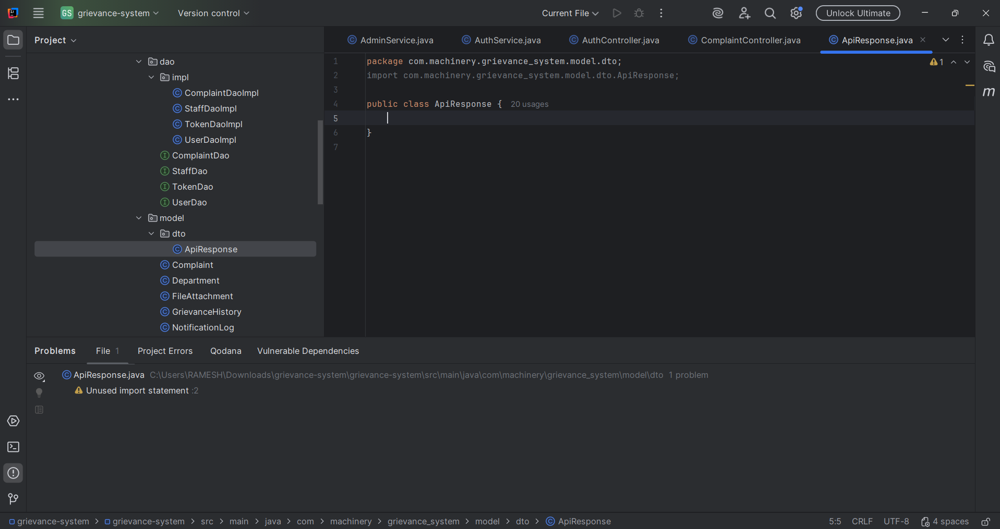 GS grievance-system Version control Current File Unlock Ultimate
Project
dao
impl
ComplaintDaoImpl
StaffDaoImpl
TokenDaoImpl
UserDaoImpl
ComplaintDao
StaffDao
TokenDao
UserDao
model
dto
ApiResponse
Complaint
Department
FileAttachment
GrievanceHistory
NotificationLog
AdminService.java AuthService.java AuthController.java ComplaintController.java ApiResponse.java
1 package com.machinery.grievance_system.model.dto;
2 import com.machinery.grievance_system.model.dto.ApiResponse;
3
4 public class ApiResponse { 20 usages
5
6 }
7
1
m
Problems File 1 Project Errors Qodana Vulnerable Dependencies
ApiResponse.java C:\Users\RAMESH\Downloads\grievance-system\grievance-system\src\main\java\com\machinery\grievance_system\model\dto 1 problem
Unused import statement :2
grievance-system > grievance-system > src > main > java > com > machinery > grievance_system > model > dto > ApiResponse 5:5 CRLF UTF-8 4 spaces